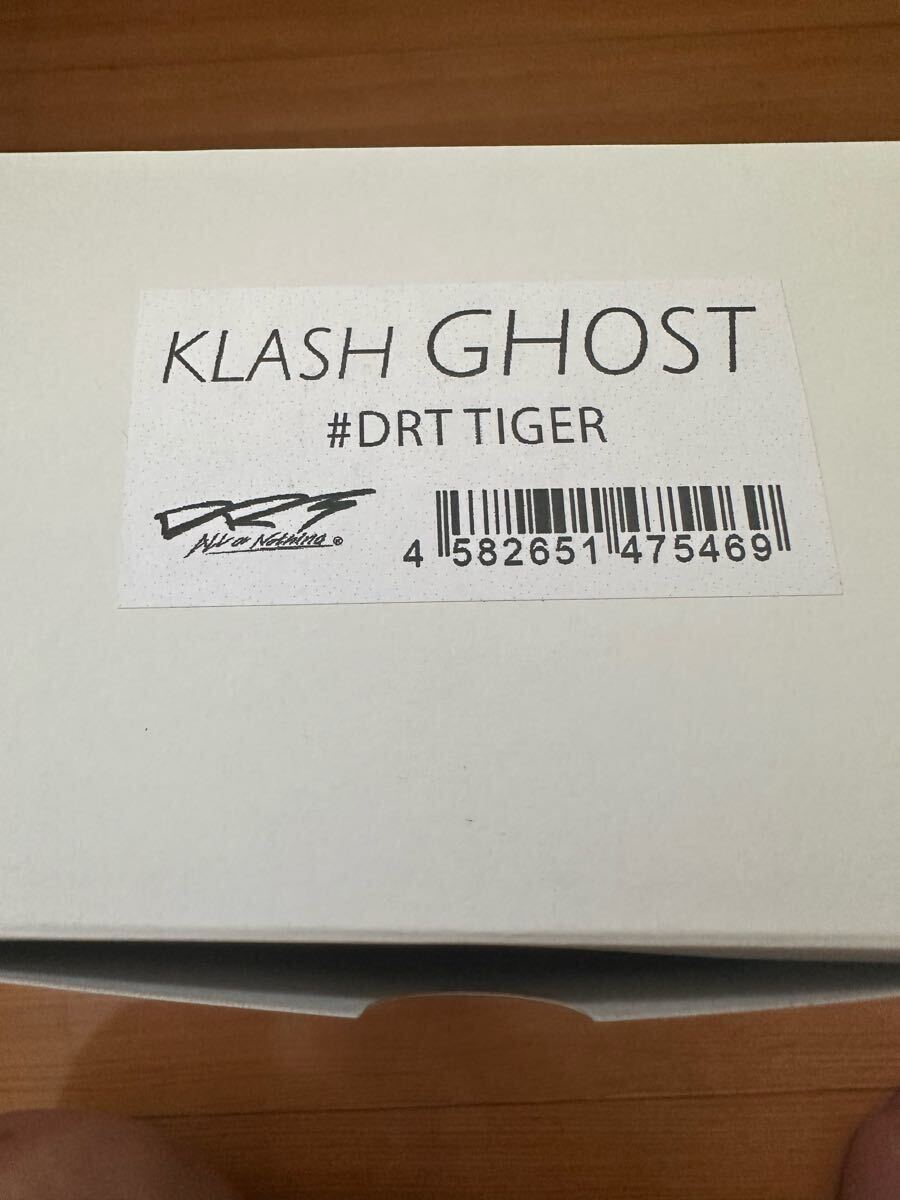 KLASH GHOST
#DRT TIGER
DRT
All or Nothing ®
4 582651 475469